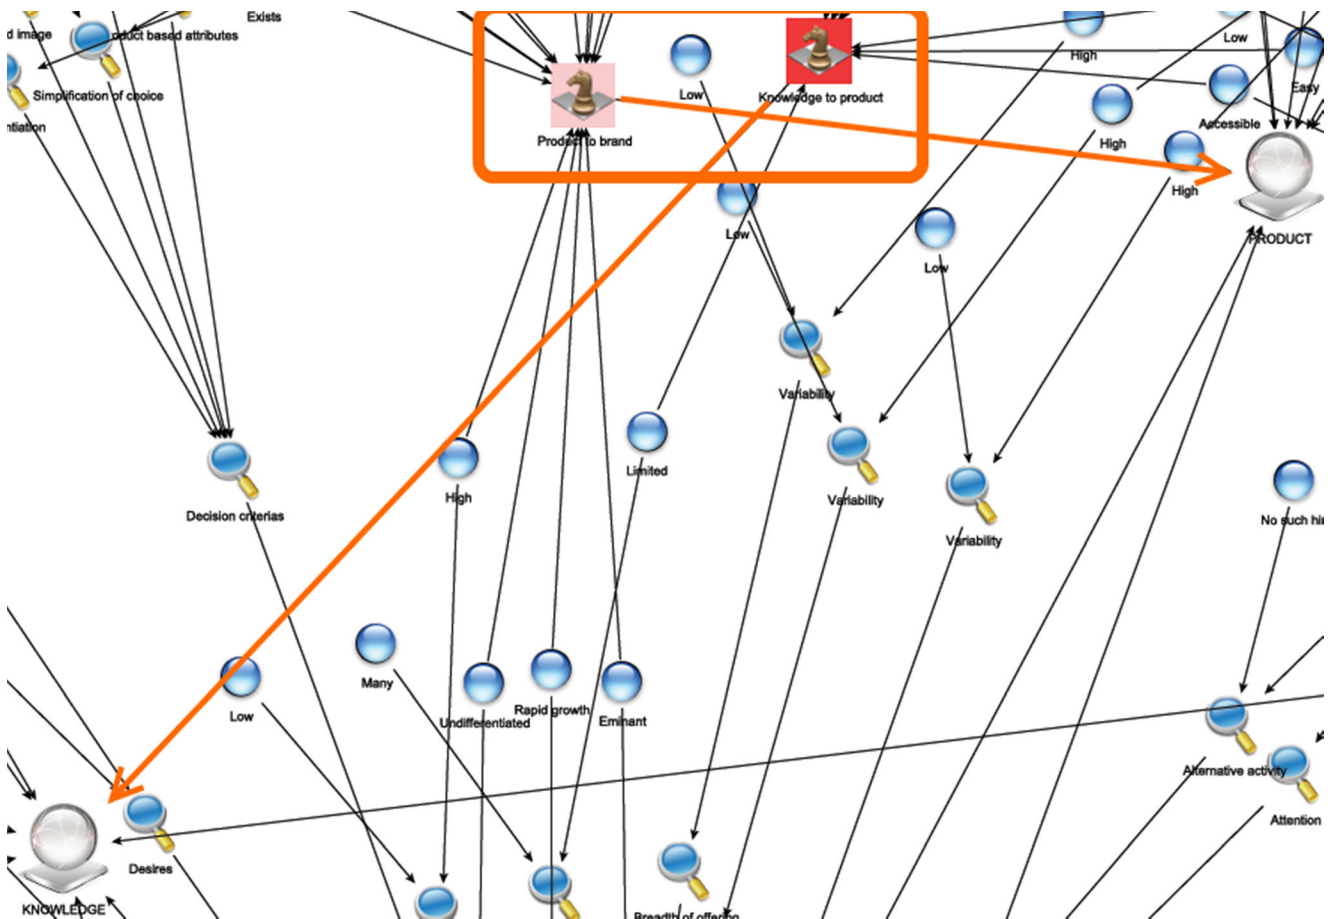 Exists
d image
oduct based attributes
Simplification of choice
ntiation
Product to brand
Low
Knowledge to product
High
Low
Easy
Accessible
High
High
PRODUCT
Low
Low
Variability
Variability
Variability
Limited
High
Decision criterias
No such hi
Many
Low
Undifferentiated
Rapid growth
Eminant
Alternative activity
Attention
Desires
KNOWLEDGE
Breadth of offering